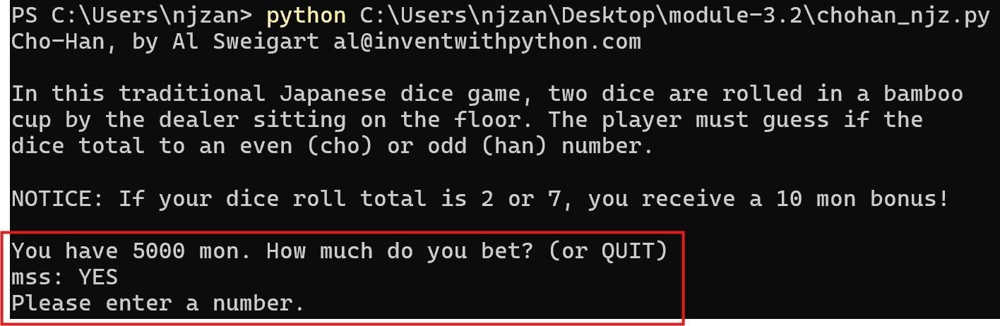 PS C:\Users\njzan> python C:\Users\njzan\Desktop\module-3.2\chohan_njz.py
Cho-Han, by Al Sweigart al@inventwithpython.com
In this traditional Japanese dice game, two dice are rolled in a bamboo
cup by the dealer sitting on the floor. The player must guess if the
dice total to an even (cho) or odd (han) number.
NOTICE: If your dice roll total is 2 or 7, you receive a 10 mon bonus!
You have 5000 mon. How much do you bet? (or QUIT)
mss: YES
Please enter a number.